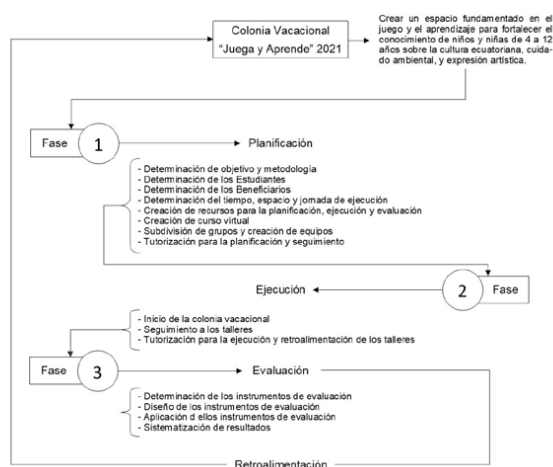 Colonia Vacacional
“Juega y Aprende” 2021
Crear un espacio fundamentado en el
juego y el aprendizaje para fortalecer el
conocimiento de niños y niñas de 4 a 12
años sobre la cultura ecuatoriana, cuida-
do ambiental, y expresión artística.
Fase 1
Planificación
- Determinación de objetivo y metodología
- Determinación de los Estudiantes
- Determinación de los Beneficiarios
- Determinación del tiempo, espacio y jornada de ejecución
- Creación de recursos para la planificación, ejecución y evaluación
- Creación de curso virtual
- Subdivisión de grupos y creación de equipos
- Tutorización para la planificación y seguimiento
Ejecución
2 Fase
- Inicio de la colonia vacacional
- Seguimiento a los talleres
- Tutorización para la ejecución y retroalimentación de los talleres
Fase 3
Evaluación
- Determinación de los instrumentos de evaluación
- Diseño de los instrumentos de evaluación
- Aplicación d ellos instrumentos de evaluación
- Sistematización de resultados
Retroalimentación